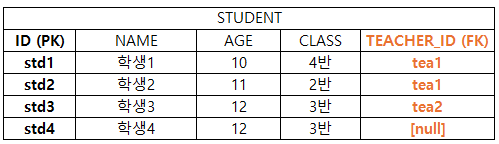 STUDENT
ID (PK) NAME AGE CLASS TEACHER_ID (FK)
std1 학생1 10 4반 tea1
std2 학생2 11 2반 tea1
std3 학생3 12 3반 tea2
std4 학생4 12 3반 [null]